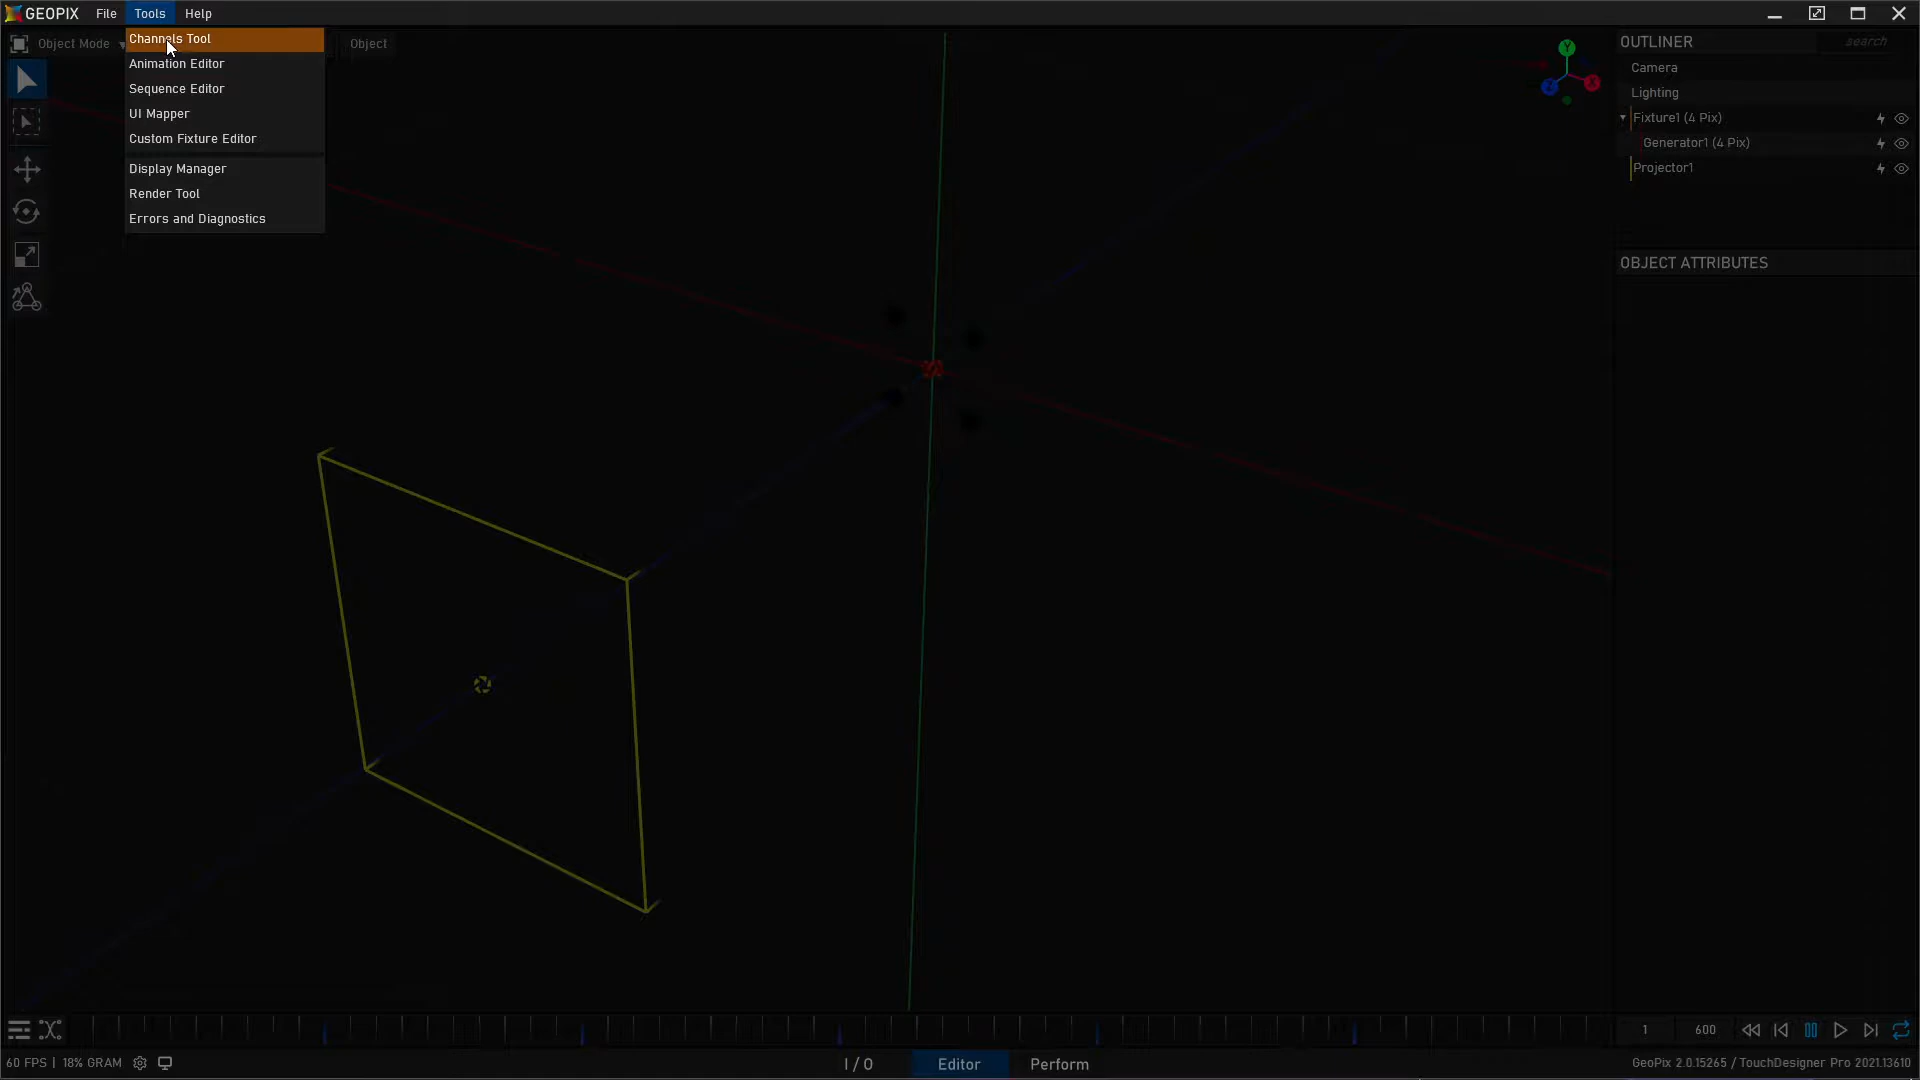 GEOPIX File Tools Help
Object Mode Object
Channels Tool
Animation Editor
Sequence Editor
UI Mapper
Custom Fixture Editor
Display Manager
Render Tool
Errors and Diagnostics
Y
X
Z
OUTLINER search
Camera
Lighting
Fixture1 (4 Pix)
Generator1 (4 Pix)
Projector1
OBJECT ATTRIBUTES
1 600
60 FPS | 18% GRAM
I / O Editor Perform
GeoPix 2.0.15265 / TouchDesigner Pro 2021.13610